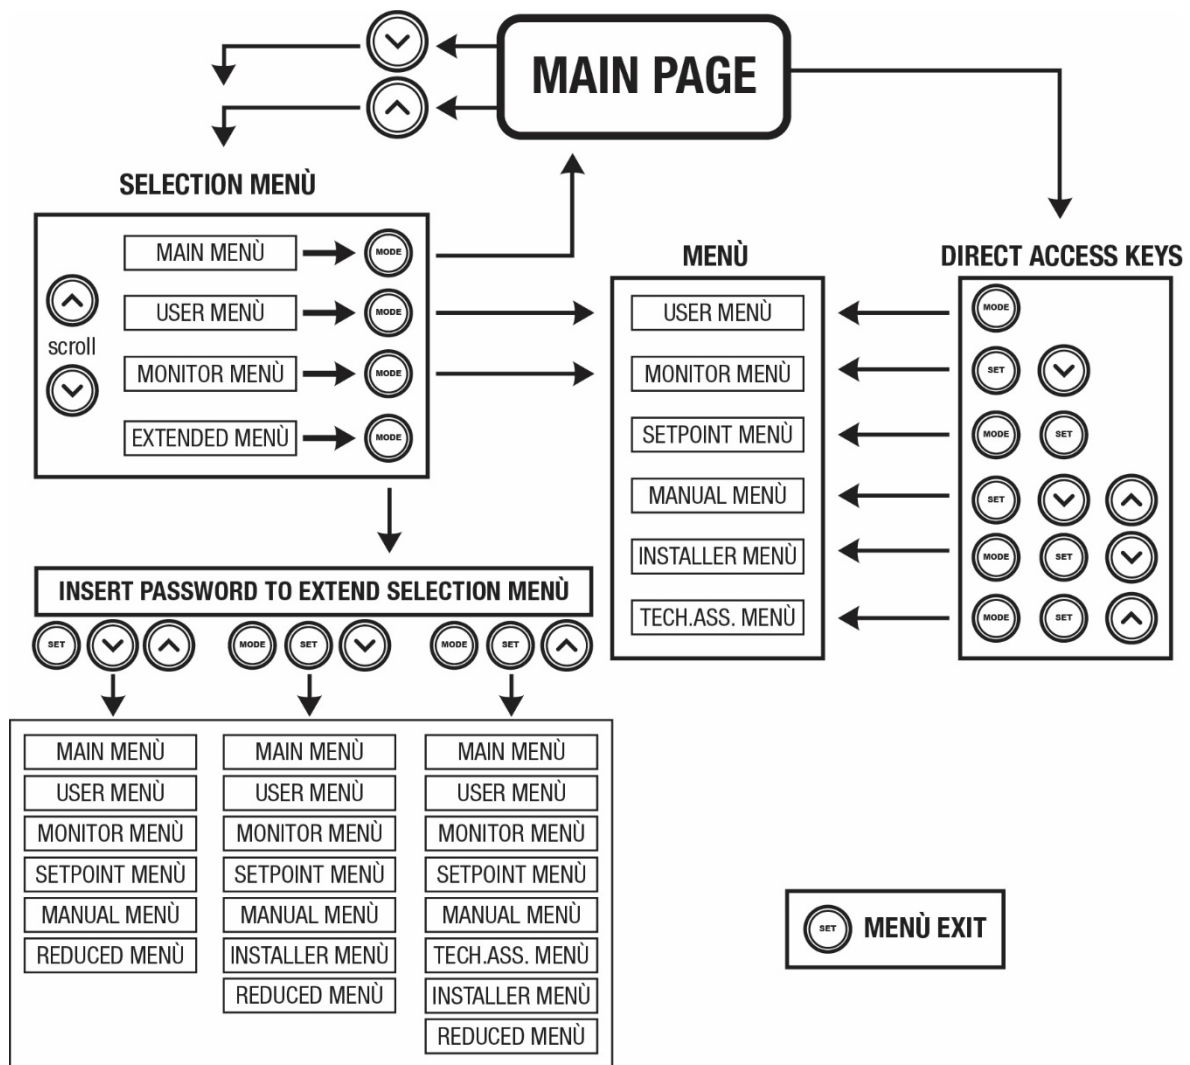 MAIN PAGE
SELECTION MENÙ
MAIN MENÙ MODE
USER MENÙ MODE
scroll
MONITOR MENÙ MODE
EXTENDED MENÙ MODE
MENÙ
USER MENÙ
MONITOR MENÙ
SETPOINT MENÙ
MANUAL MENÙ
INSTALLER MENÙ
TECH.ASS. MENÙ
DIRECT ACCESS KEYS
MODE
SET
MODE SET
SET
MODE SET
MODE SET
INSERT PASSWORD TO EXTEND SELECTION MENÙ
SET
MODE SET
MODE SET
MAIN MENÙ
USER MENÙ
MONITOR MENÙ
SETPOINT MENÙ
MANUAL MENÙ
REDUCED MENÙ
MAIN MENÙ
USER MENÙ
MONITOR MENÙ
SETPOINT MENÙ
MANUAL MENÙ
INSTALLER MENÙ
REDUCED MENÙ
MAIN MENÙ
USER MENÙ
MONITOR MENÙ
SETPOINT MENÙ
MANUAL MENÙ
TECH.ASS. MENÙ
INSTALLER MENÙ
REDUCED MENÙ
SET MENÙ EXIT